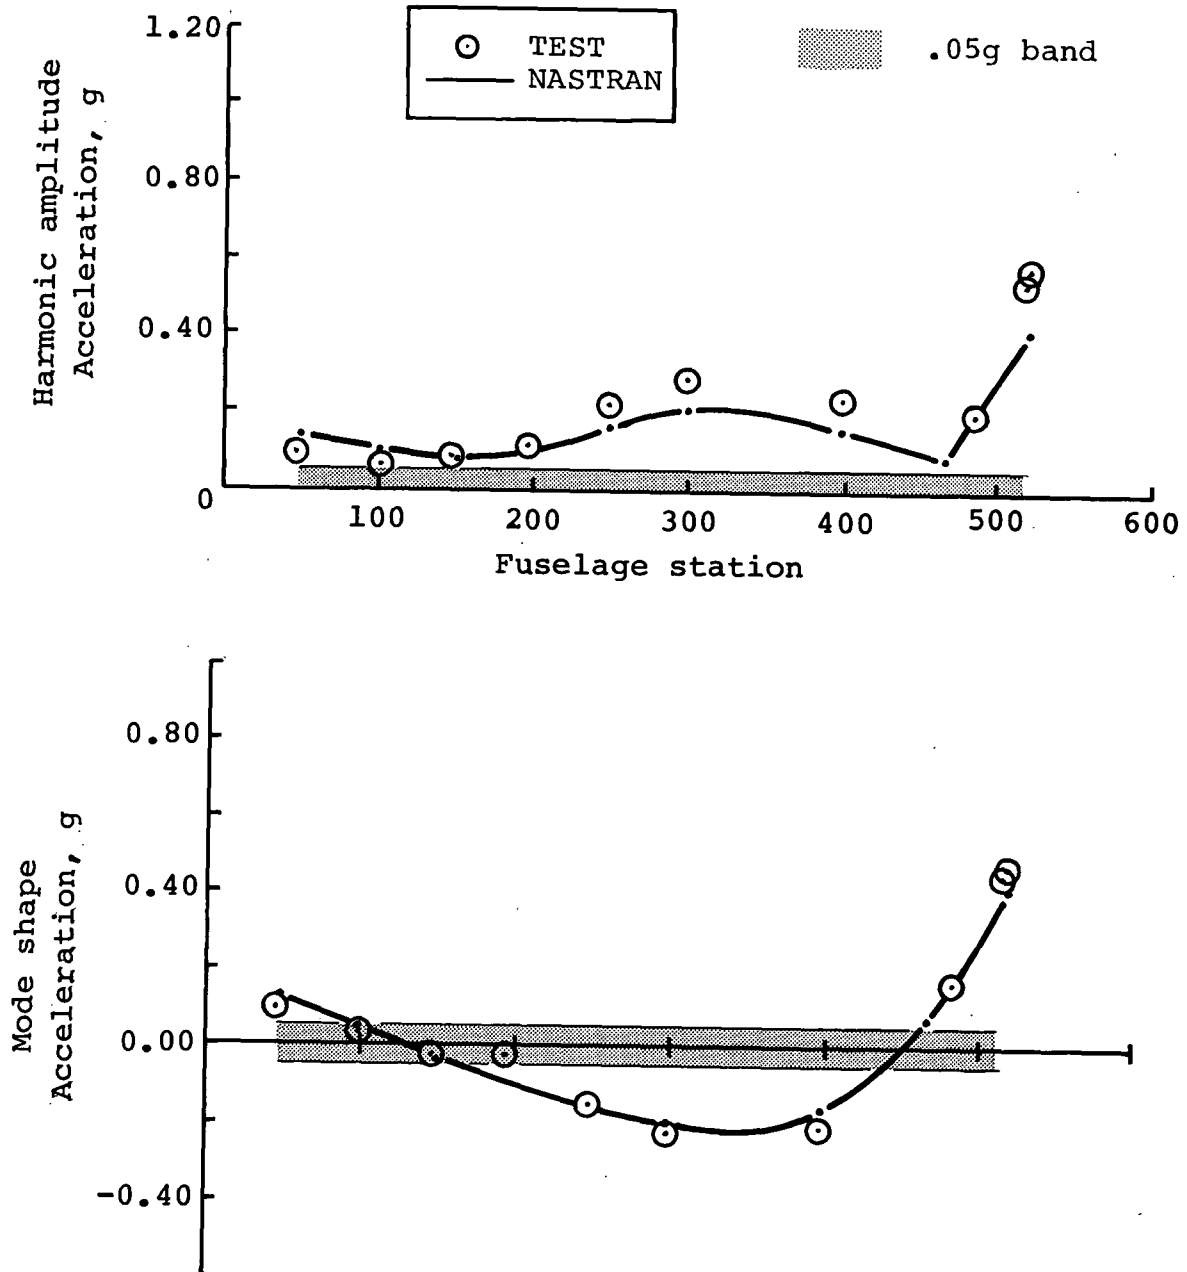 1.20
TEST
NASTRAN
.05g band
Harmonic amplitude
Acceleration, g
0.80
0.40
0
100 200 300 400 500 600
Fuselage station
Mode shape
Acceleration, g
0.80
0.40
0.00
-0.40